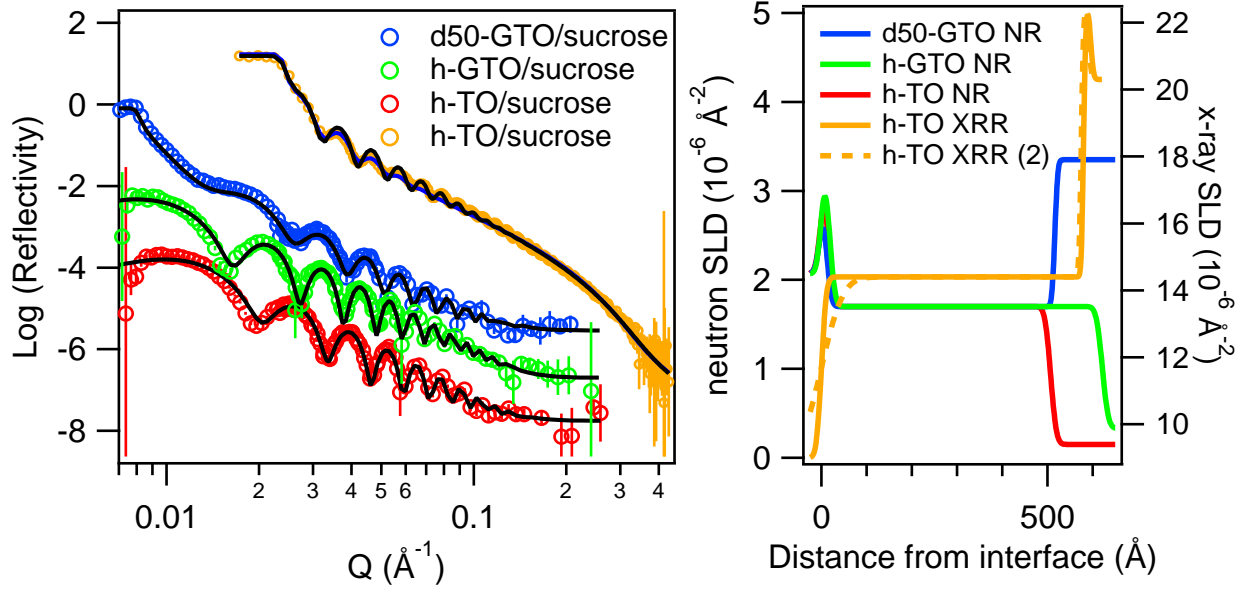 2
0
-2
-4
-6
-8
Log (Reflectivity)
d50-GTO/sucrose
h-GTO/sucrose
h-TO/sucrose
h-TO/sucrose
2 3 4 5 6 2 3 4
0.01 0.1
Q (Å⁻¹)
5
4
3
2
1
0
neutron SLD (10⁻⁶ Å⁻²)
d50-GTO NR
h-GTO NR
h-TO NR
h-TO XRR
h-TO XRR (2)
22
20
18
16
14
12
10
x-ray SLD (10⁻⁶ Å⁻²)
0 500
Distance from interface (Å)